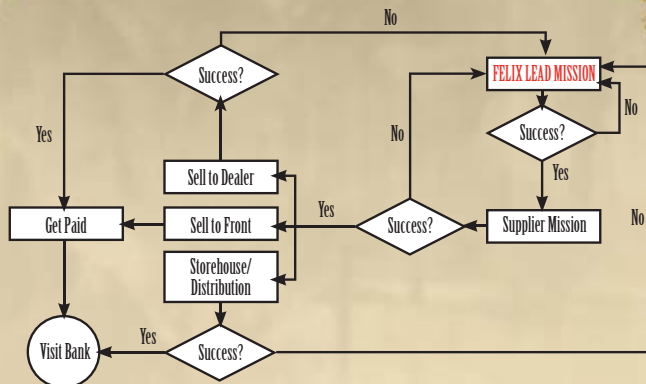 No
Success?
FELIX LEAD MISSION
Yes
No
Success?
No
Sell to Dealer
Yes
Get Paid
Sell to Front
Yes
Success?
Supplier Mission
No
Storehouse/
Distribution
Visit Bank
Yes
Success?